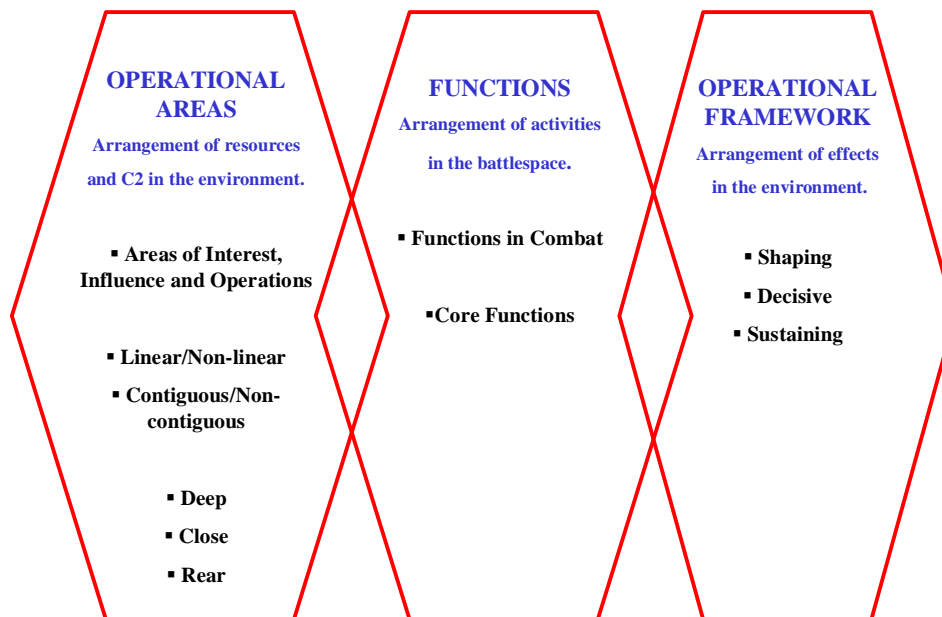 OPERATIONAL
AREAS
Arrangement of resources
and C2 in the environment.
▪ Areas of Interest,
Influence and Operations
▪ Linear/Non-linear
▪ Contiguous/Non-
contiguous
▪ Deep
▪ Close
▪ Rear
FUNCTIONS
Arrangement of activities
in the battlespace.
▪ Functions in Combat
▪Core Functions
OPERATIONAL
FRAMEWORK
Arrangement of effects
in the environment.
▪ Shaping
▪ Decisive
▪ Sustaining